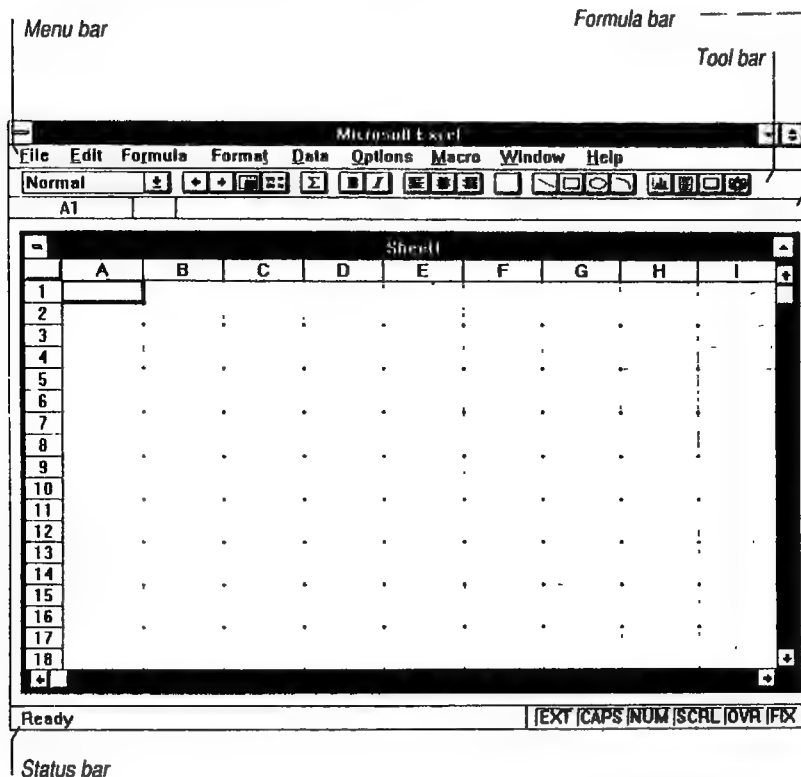 Menu bar
Formula bar
Tool bar
Microsoft Excel
File Edit Formula Format Data Options Macro Window Help
Normal
A1
Sheet1
A B C D E F G H I
1
2
3
4
5
6
7
8
9
10
11
12
13
14
15
16
17
18
Ready EXT CAPS NUM SCRL OVR FIX
Status bar